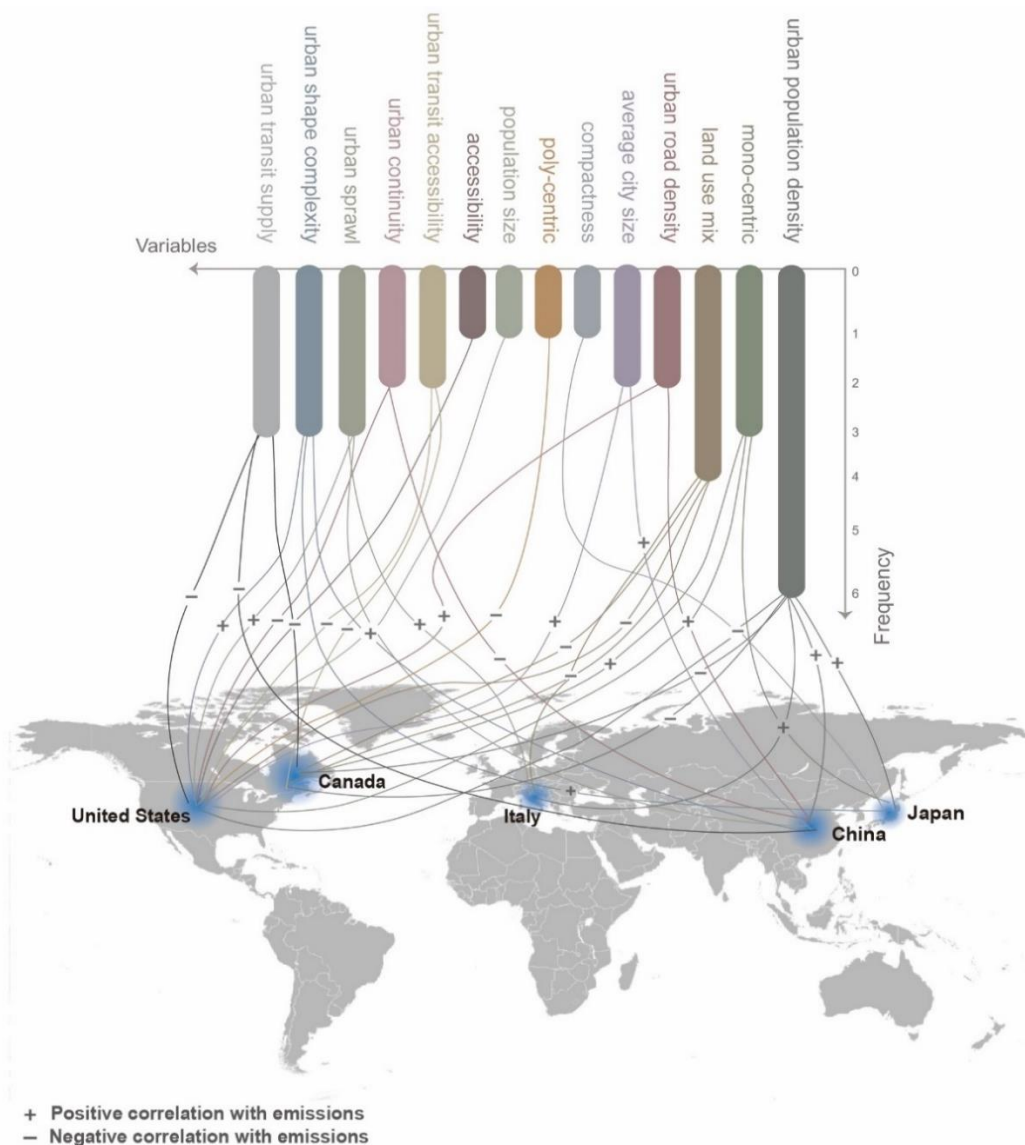 urban transit supply
urban shape complexity
urban sprawl
urban continuity
urban transit accessibility
accessibility
population size
poly-centric
compactness
average city size
urban road density
land use mix
mono-centric
urban population density
Variables
0
1
2
3
4
5
6
Frequency
+
−
United States
Canada
Italy
China
Japan
+ Positive correlation with emissions
− Negative correlation with emissions